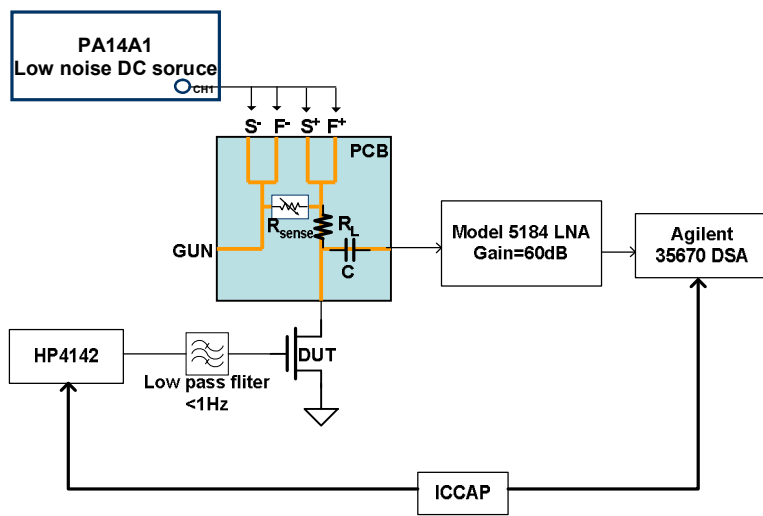 PA14A1
Low noise DC soruce
CH1
S- F- S+ F+
PCB
Rsense
RL
GUN
C
Model 5184 LNA
Gain=60dB
Agilent
35670 DSA
HP4142
DUT
Low pass fliter
<1Hz
ICCAP